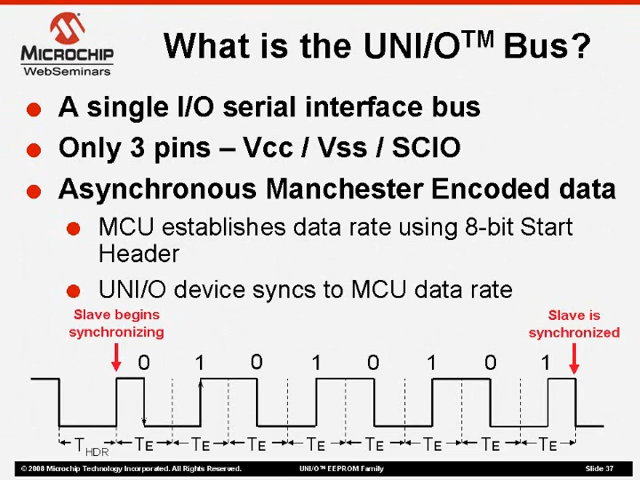 MICROCHIP
WebSeminars
What is the UNI/O™ Bus?
A single I/O serial interface bus
Only 3 pins – Vcc / Vss / SCIO
Asynchronous Manchester Encoded data
MCU establishes data rate using 8-bit Start
Header
UNI/O device syncs to MCU data rate
Slave begins
synchronizing
Slave is
synchronized
0 1 0 1 0 1 0 1
THDR TE TE TE TE TE TE TE TE
© 2008 Microchip Technology Incorporated. All Rights Reserved. UNI/O™ EEPROM Family Slide 37